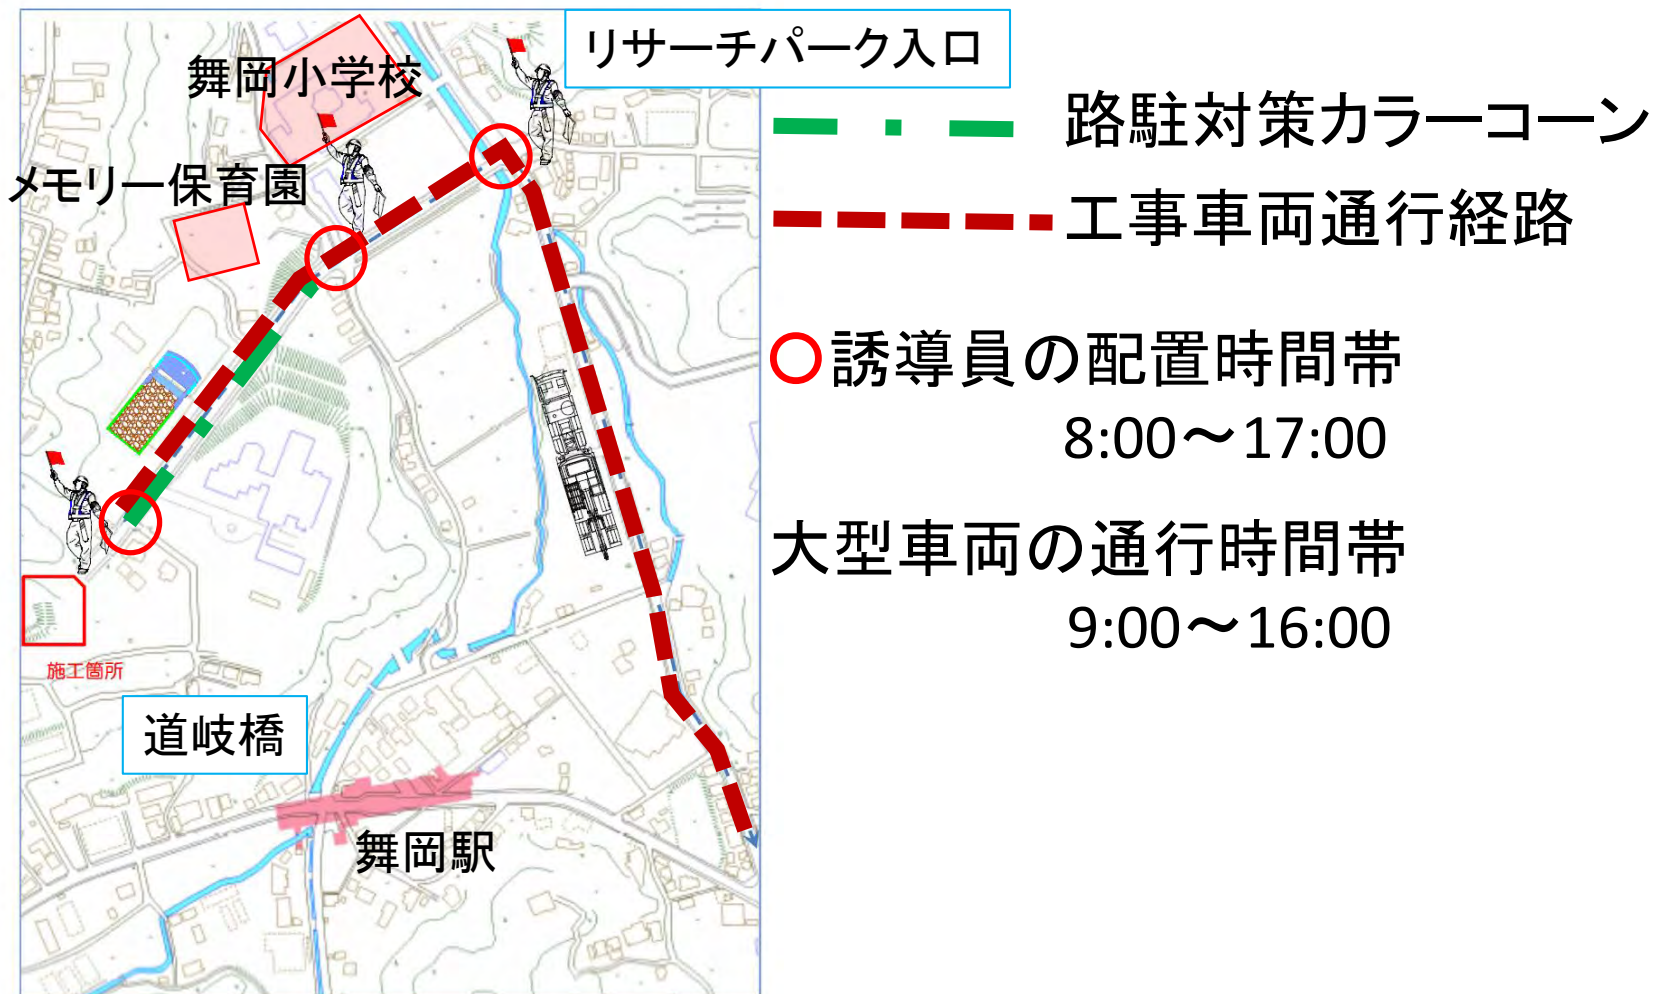 リサーチパーク入口
舞岡小学校
メモリー保育園
路駐対策カラーコーン
工事車両通行経路
誘導員の配置時間帯
8:00～17:00
大型車両の通行時間帯
9:00～16:00
施工箇所
道岐橋
舞岡駅